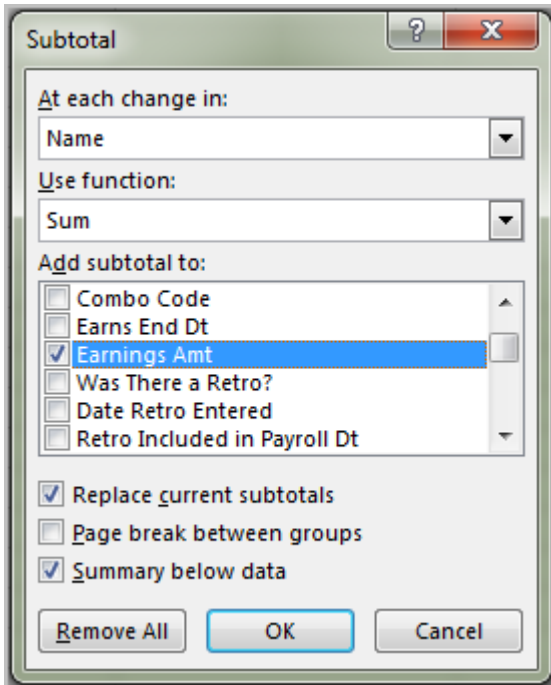 Subtotal
?
At each change in:
Name
Use function:
Sum
Add subtotal to:
Combo Code
Earns End Dt
Earnings Amt
Was There a Retro?
Date Retro Entered
Retro Included in Payroll Dt
Replace current subtotals
Page break between groups
Summary below data
Remove All OK Cancel